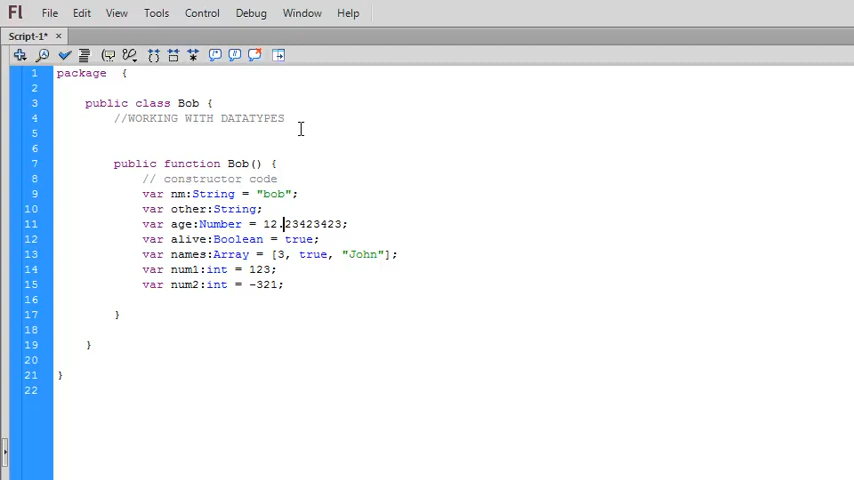 Fl File Edit View Tools Control Debug Window Help
Script-1* ×
1 package {
2
3 public class Bob {
4 //WORKING WITH DATATYPES
5
6
7 public function Bob() {
8 // constructor code
9 var nm:String = "bob";
10 var other:String;
11 var age:Number = 12.23423423;
12 var alive:Boolean = true;
13 var names:Array = [3, true, "John"];
14 var num1:int = 123;
15 var num2:int = -321;
16
17 }
18
19 }
20
21 }
22